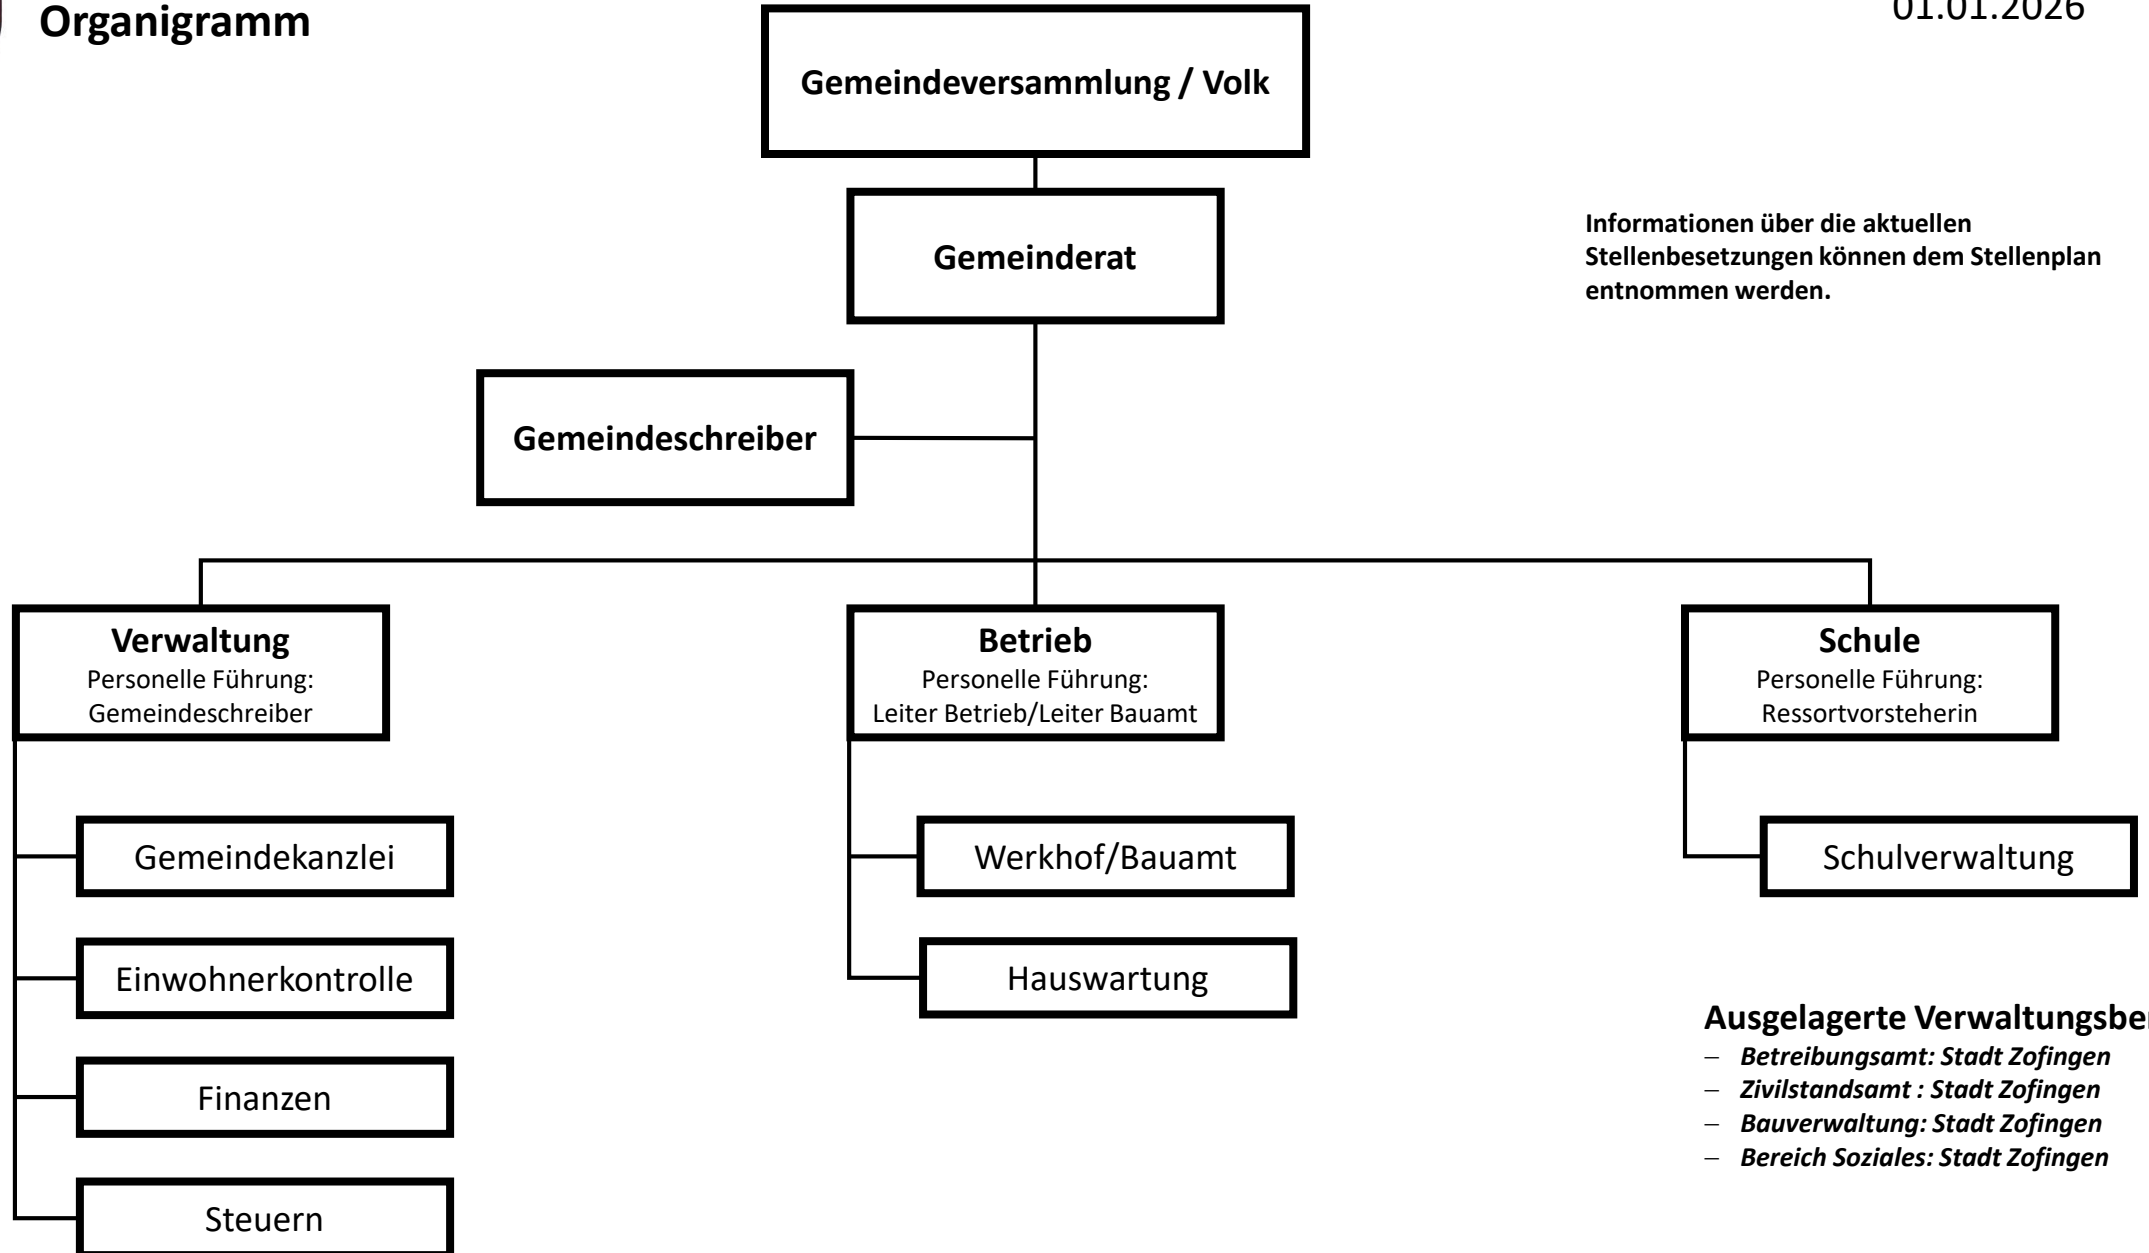 Organigramm
01.01.2026
Gemeindeversammlung / Volk
Gemeinderat
Informationen über die aktuellen
Stellenbesetzungen können dem Stellenplan
entnommen werden.
Gemeindeschreiber
Verwaltung
Personelle Führung:
Gemeindeschreiber
Betrieb
Personelle Führung:
Leiter Betrieb/Leiter Bauamt
Schule
Personelle Führung:
Ressortvorsteherin
Gemeindekanzlei
Einwohnerkontrolle
Finanzen
Steuern
Werkhof/Bauamt
Hauswartung
Schulverwaltung
Ausgelagerte
– Betreibungsamt: Stadt Zofingen
– Zivilstandsamt : Stadt Zofingen
– Bauverwaltung: Stadt Zofingen
– Bereich Soziales: Stadt Zofingen